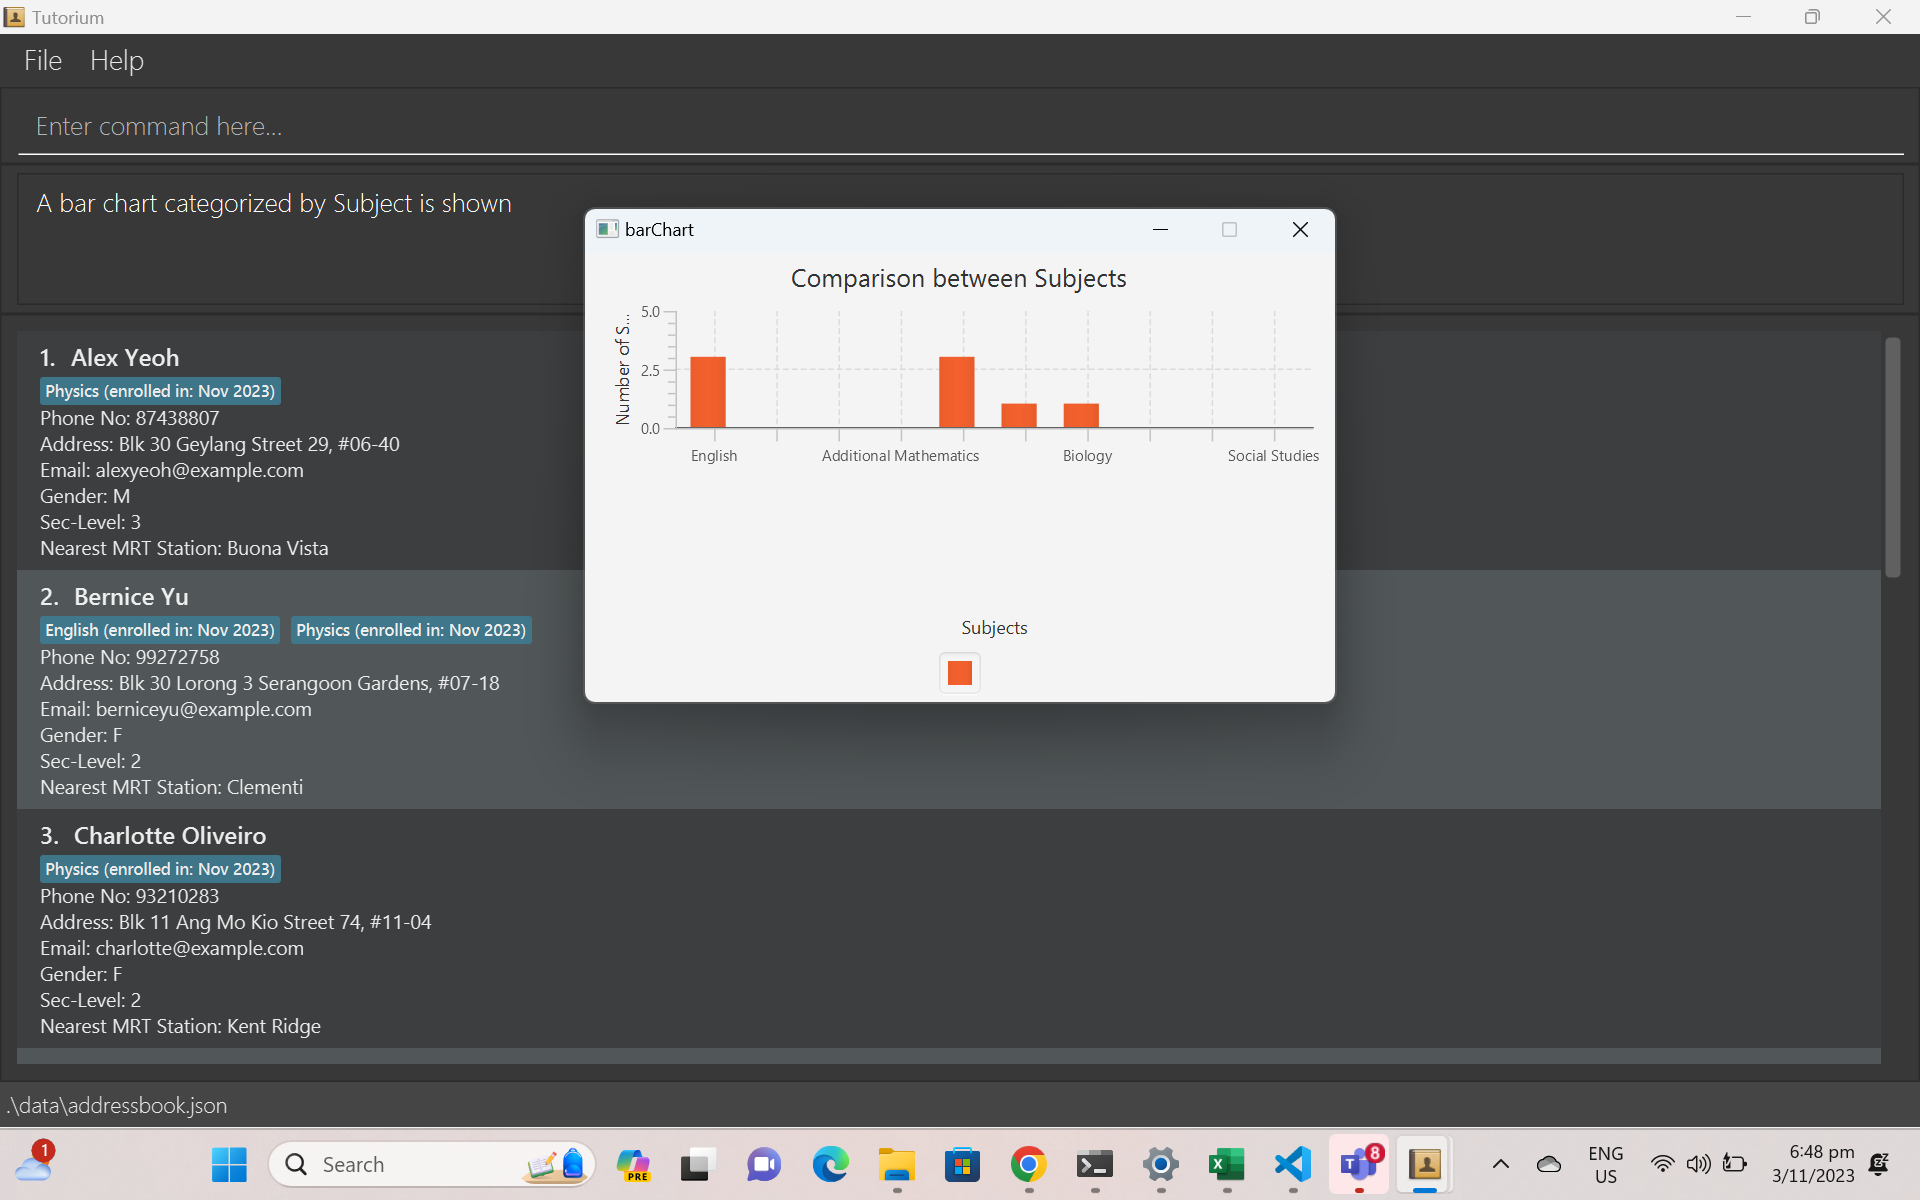 Tutorium
File Help
Enter command here...
A bar chart categorized by Subject is shown
barChart
Comparison between Subjects
Number of S...
5.0
2.5
0.0
English Additional Mathematics Biology Social Studies
Subjects
1. Alex Yeoh
Physics (enrolled in: Nov 2023)
Phone No: 87438807
Address: Blk 30 Geylang Street 29, #06-40
Email: alexyeoh@example.com
Gender: M
Sec-Level: 3
Nearest MRT Station: Buona Vista
2. Bernice Yu
English (enrolled in: Nov 2023) Physics (enrolled in: Nov 2023)
Phone No: 99272758
Address: Blk 30 Lorong 3 Serangoon Gardens, #07-18
Email: berniceyu@example.com
Gender: F
Sec-Level: 2
Nearest MRT Station: Clementi
3. Charlotte Oliveiro
Physics (enrolled in: Nov 2023)
Phone No: 93210283
Address: Blk 11 Ang Mo Kio Street 74, #11-04
Email: charlotte@example.com
Gender: F
Sec-Level: 2
Nearest MRT Station: Kent Ridge
.\data\addressbook.json
1
Search
PRE
8
ENG
US
6:48 pm
3/11/2023